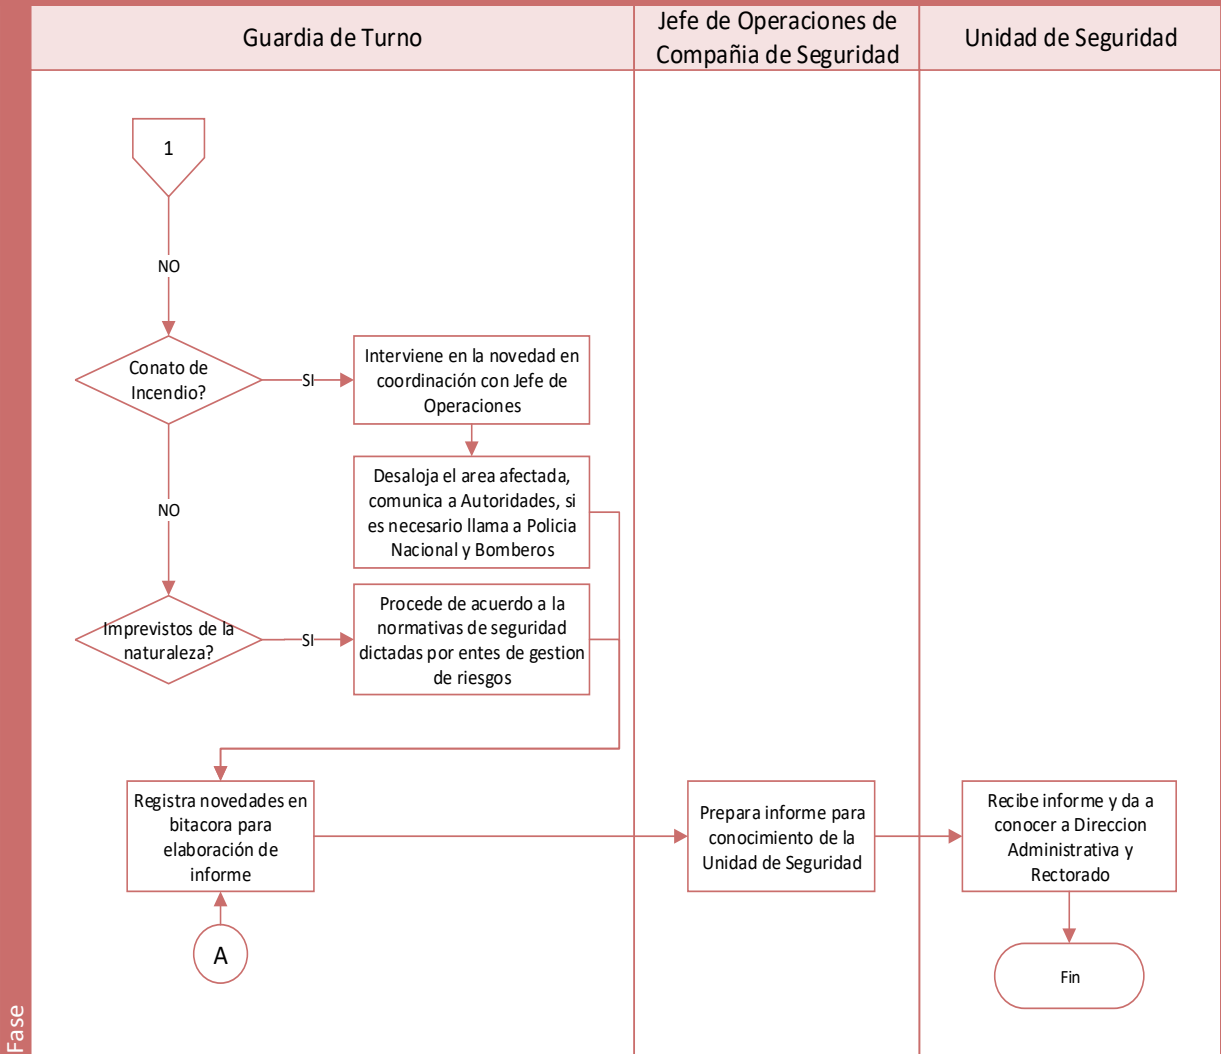 Guardia de Turno
Jefe de Operaciones de
Compañia de Seguridad
Unidad de Seguridad
1
NO
Conato de
Incendio?
SI
Interviene en la novedad en
coordinación con Jefe de
Operaciones
Desaloja el area afectada,
comunica a Autoridades, si
es necesario llama a Policia
Nacional y Bomberos
NO
Imprevistos de la
naturaleza?
SI
Procede de acuerdo a la
normativas de seguridad
dictadas por entes de gestion
de riesgos
Registra novedades en
bitacora para
elaboración de
informe
Prepara informe para
conocimiento de la
Unidad de Seguridad
Recibe informe y da a
conocer a Direccion
Administrativa y
Rectorado
A
Fin
Fase